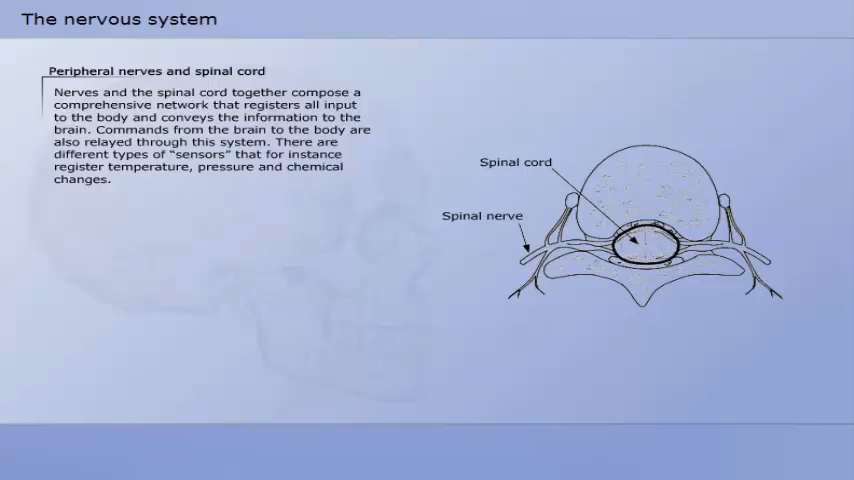 The nervous system
Peripheral nerves and spinal cord
Nerves and the spinal cord together compose a
comprehensive network that registers all input
to the body and conveys the information to the
brain. Commands from the brain to the body are
also relayed through this system. There are
different types of “sensors” that for instance
register temperature, pressure and chemical
changes.
Spinal cord
Spinal nerve